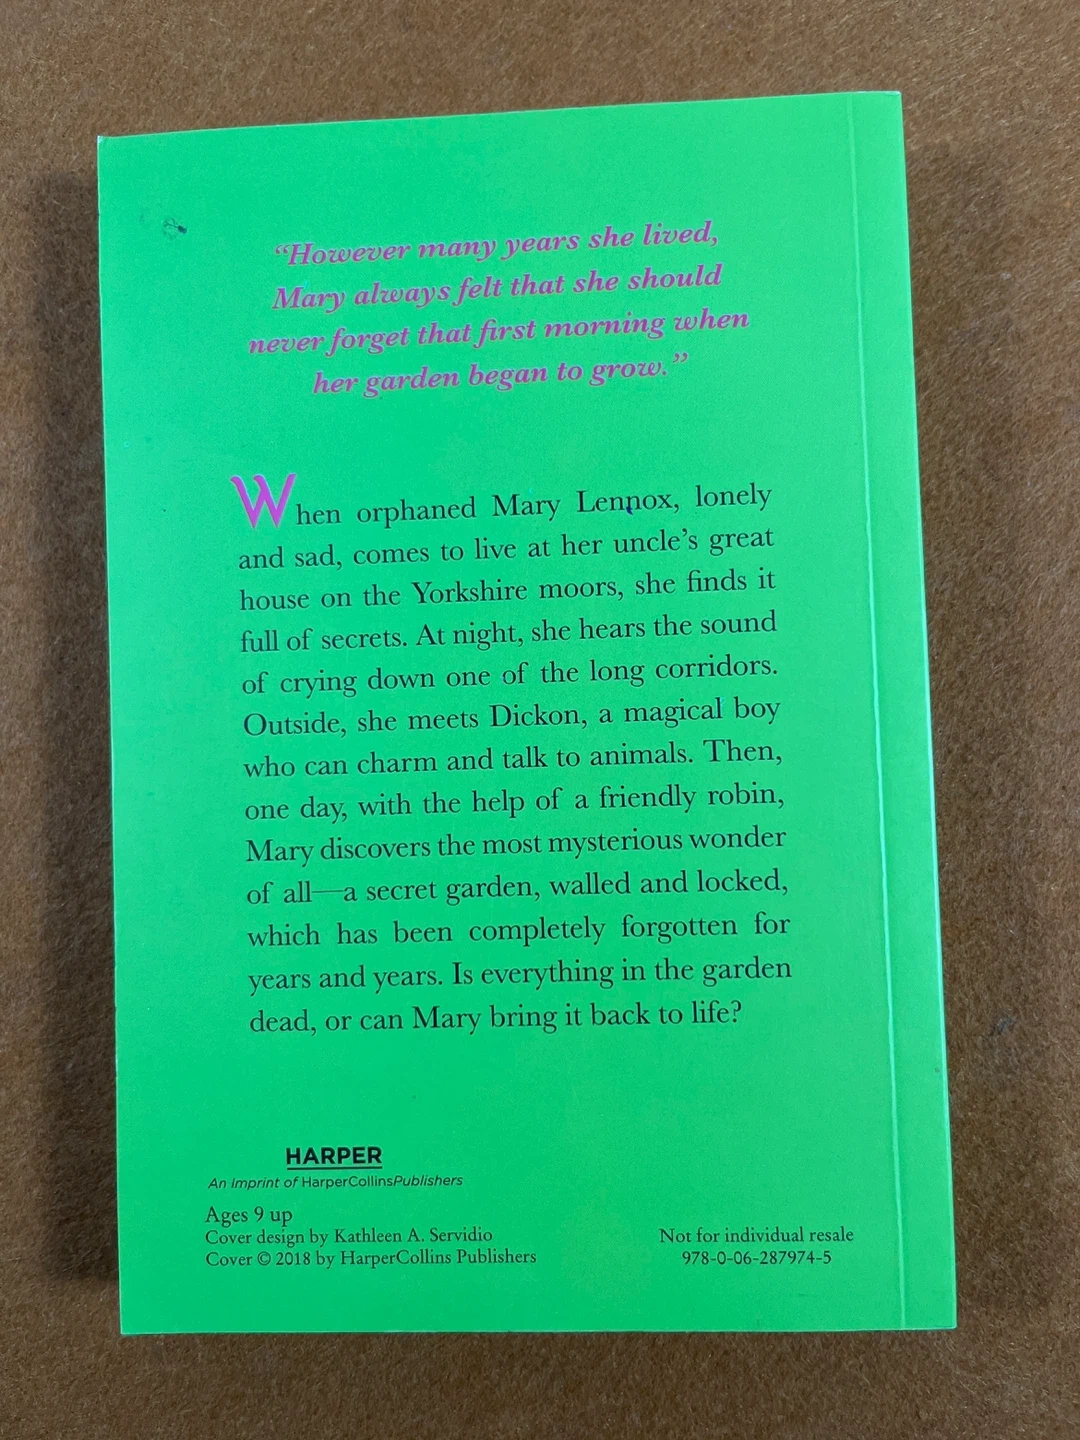 “However many years she lived,
Mary always felt that she should
never forget that first morning when
her garden began to grow.”
When orphaned Mary Lennox, lonely
and sad, comes to live at her uncle’s great
house on the Yorkshire moors, she finds it
full of secrets. At night, she hears the sound
of crying down one of the long corridors.
Outside, she meets Dickon, a magical boy
who can charm and talk to animals. Then,
one day, with the help of a friendly robin,
Mary discovers the most mysterious wonder
of all—a secret garden, walled and locked,
which has been completely forgotten for
years and years. Is everything in the garden
dead, or can Mary bring it back to life?
HARPER
An Imprint of HarperCollinsPublishers
Ages 9 up
Cover design by Kathleen A. Servidio
Cover © 2018 by HarperCollins Publishers
Not for individual resale
978-0-06-287974-5